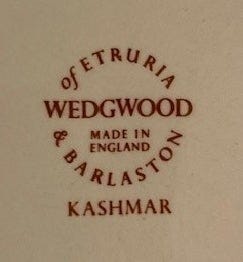 of ETRURIA
WEDGWOOD
MADE IN
ENGLAND
& BARLASTON
KASHMAR